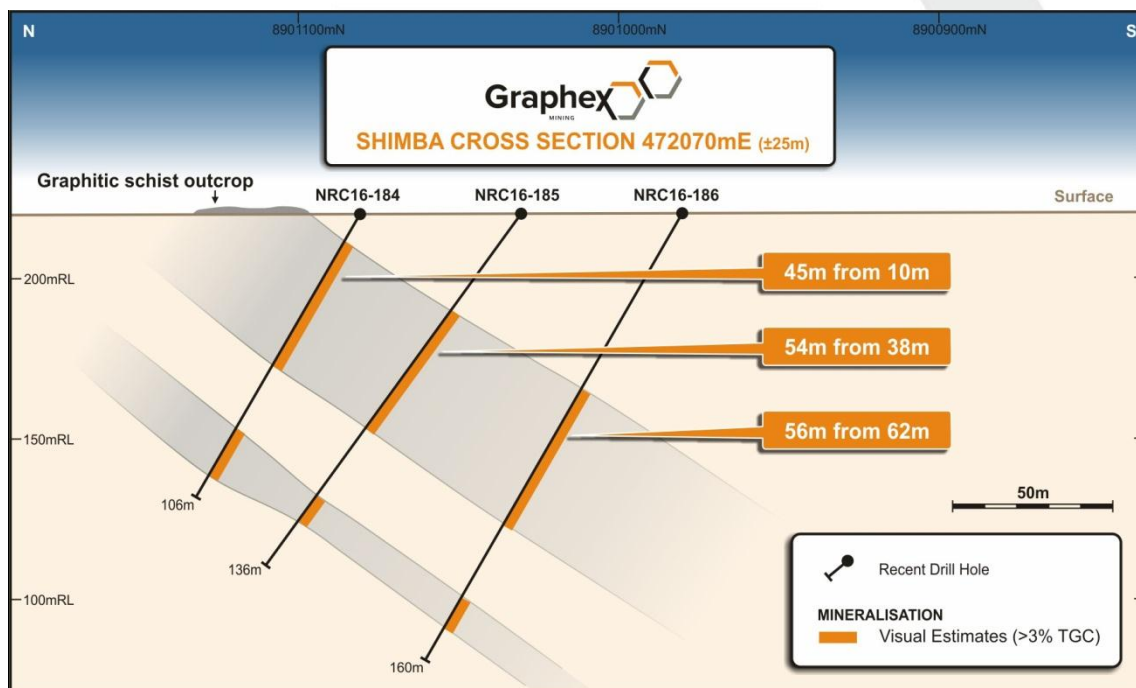 N 8901100mN 8901000mN 8900900mN S
Graphex
MINING
SHIMBA CROSS SECTION 472070mE (±25m)
Graphitic schist outcrop
NRC16-184 NRC16-185 NRC16-186
Surface
200mRL
45m from 10m
54m from 38m
150mRL
56m from 62m
106m
50m
136m
100mRL
160m
Recent Drill Hole
MINERALISATION
Visual Estimates (>3% TGC)